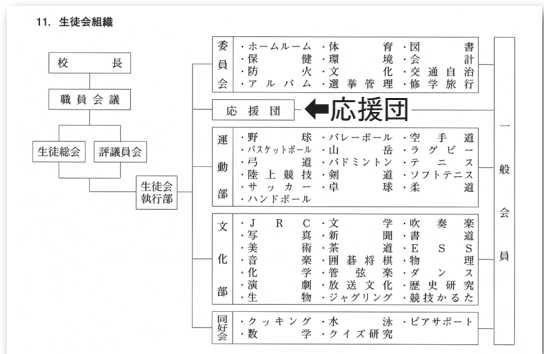 11. 生徒会組織
校長
職員会議
生徒総会 評議員会
生徒会
執行部
委員会
・ホームルーム ・体育 ・図書
・保健 ・環境 ・会計
・防火 ・文化 ・交通自治
・アルバム ・選挙管理 ・修学旅行
応援団 ←応援団
運動部
・野球 ・バレーボール ・空手道
・バスケットボール ・山岳 ・ラグビー
・弓道 ・バドミントン ・テニス
・陸上競技 ・剣道 ・ソフトテニス
・サッカー ・卓球 ・柔道
・ハンドボール
文化部
・JRC ・文学 ・吹奏楽
・写真 ・新聞 ・書道
・美術 ・茶道 ・ESS
・音楽 ・囲碁将棋 ・物理
・化学 ・管弦楽 ・ダンス
・演劇 ・放送文化 ・歴史研究
・生物 ・ジャグリング ・競技かるた
同好会
・クッキング ・水泳 ・ピアサポート
・数学 ・クイズ研究
一般会員